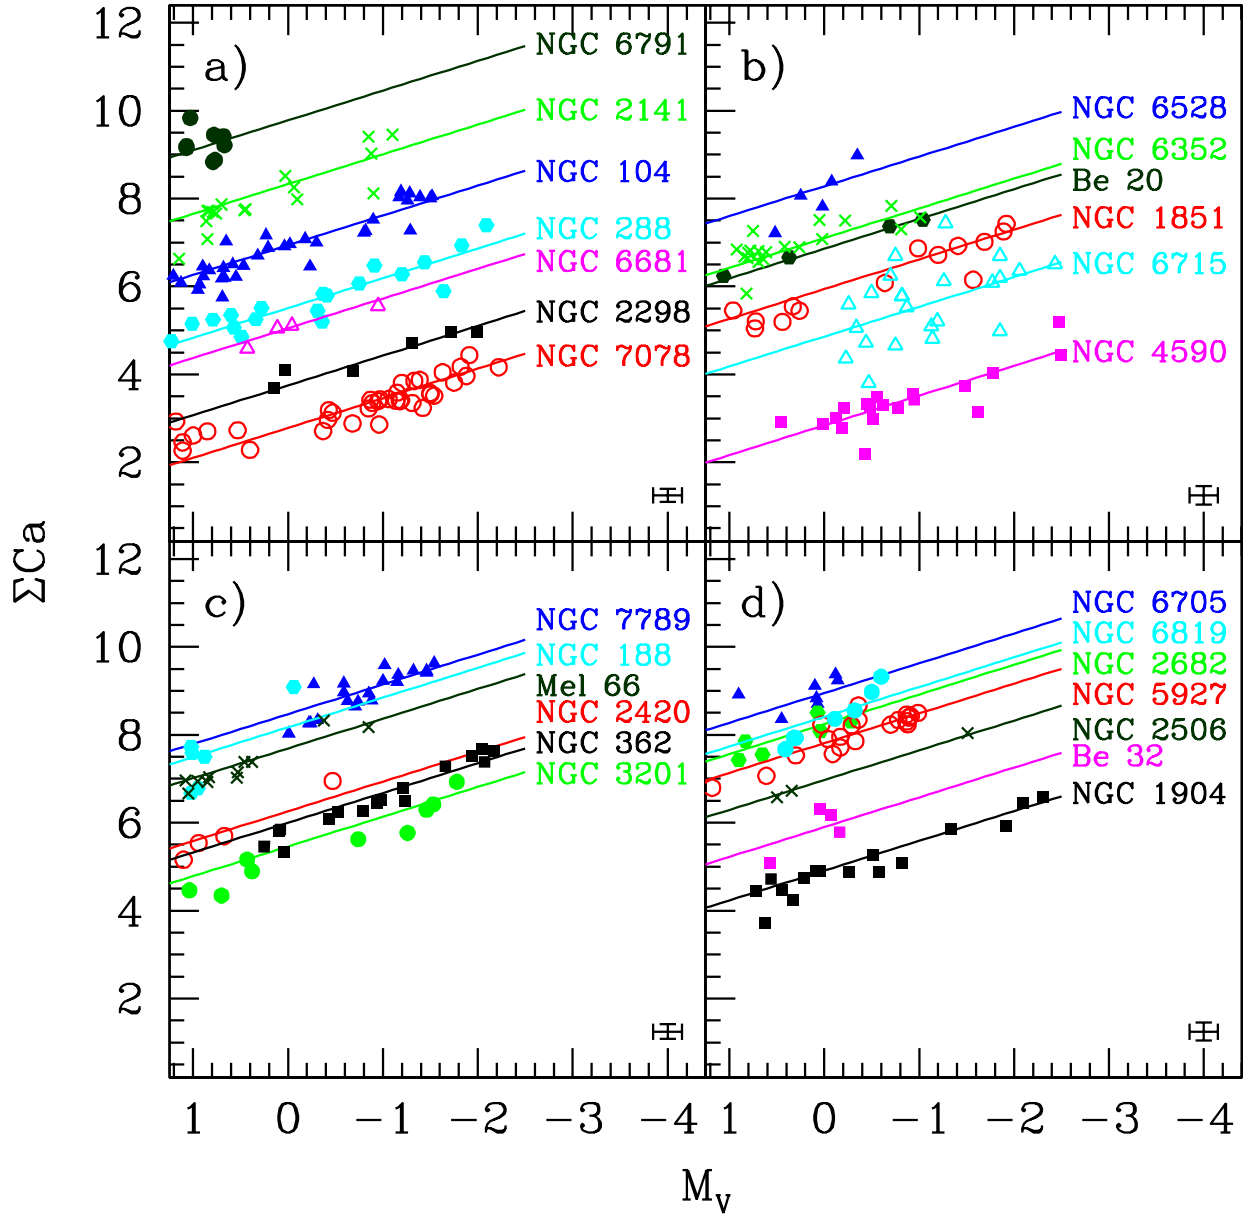 12
10
8
6
4
2
a)
NGC 6791
NGC 2141
NGC 104
NGC 288
NGC 6681
NGC 2298
NGC 7078
b)
NGC 6528
NGC 6352
Be 20
NGC 1851
NGC 6715
NGC 4590
ΣCa
12
10
8
6
4
2
c)
NGC 7789
NGC 188
Mel 66
NGC 2420
NGC 362
NGC 3201
d)
NGC 6705
NGC 6819
NGC 2682
NGC 5927
NGC 2506
Be 32
NGC 1904
1 0 −1 −2 −3 −4
1 0 −1 −2 −3 −4
M_V